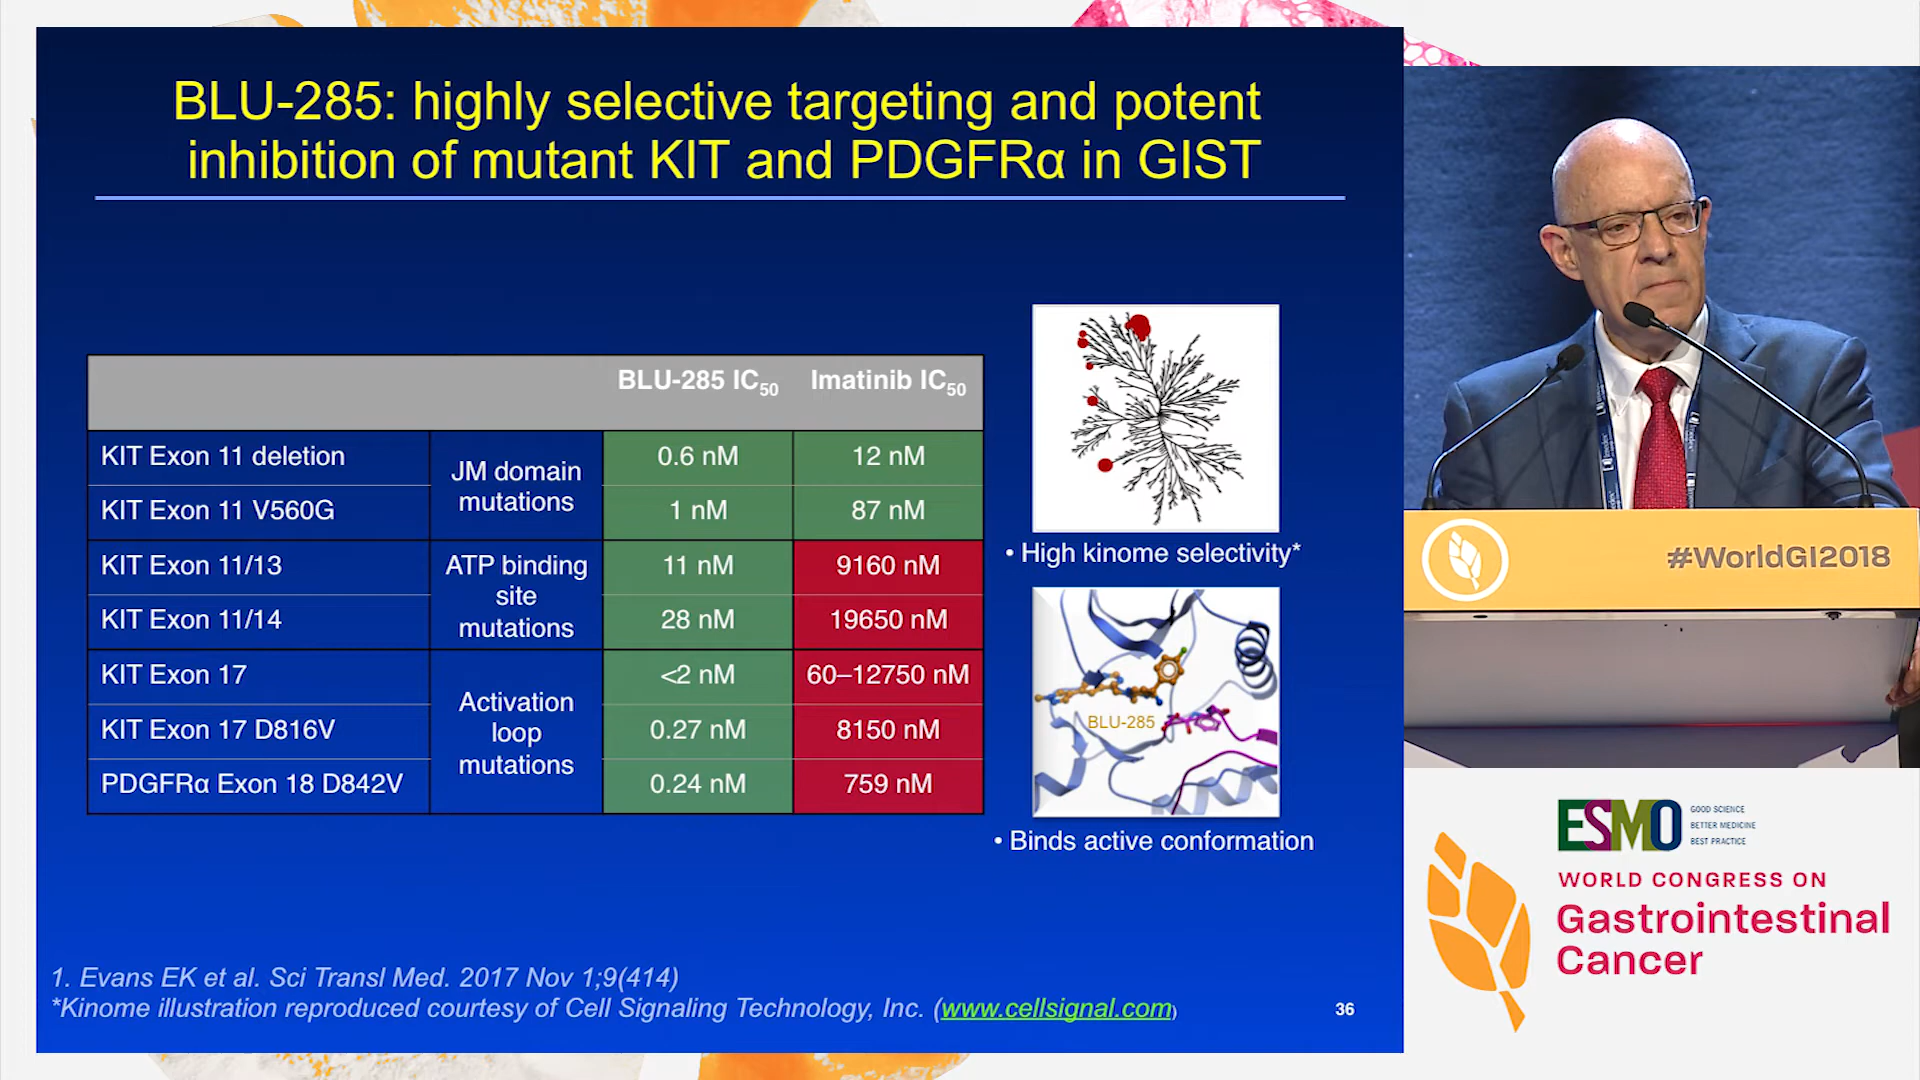 BLU-285: highly selective targeting and potent
inhibition of mutant KIT and PDGFRα in GIST
BLU-285 IC50 Imatinib IC50
KIT Exon 11 deletion JM domain mutations 0.6 nM 12 nM
KIT Exon 11 V560G 1 nM 87 nM
KIT Exon 11/13 ATP binding site mutations 11 nM 9160 nM
KIT Exon 11/14 28 nM 19650 nM
KIT Exon 17 Activation loop mutations <2 nM 60–12750 nM
KIT Exon 17 D816V 0.27 nM 8150 nM
PDGFRα Exon 18 D842V 0.24 nM 759 nM
• High kinome selectivity*
BLU-285
• Binds active conformation
1. Evans EK et al. Sci Transl Med. 2017 Nov 1;9(414)
*Kinome illustration reproduced courtesy of Cell Signaling Technology, Inc. (www.cellsignal.com)
36
#WorldGI2018
ESMO
GOOD SCIENCE
BETTER MEDICINE
BEST PRACTICE
WORLD CONGRESS ON
Gastrointestinal
Cancer